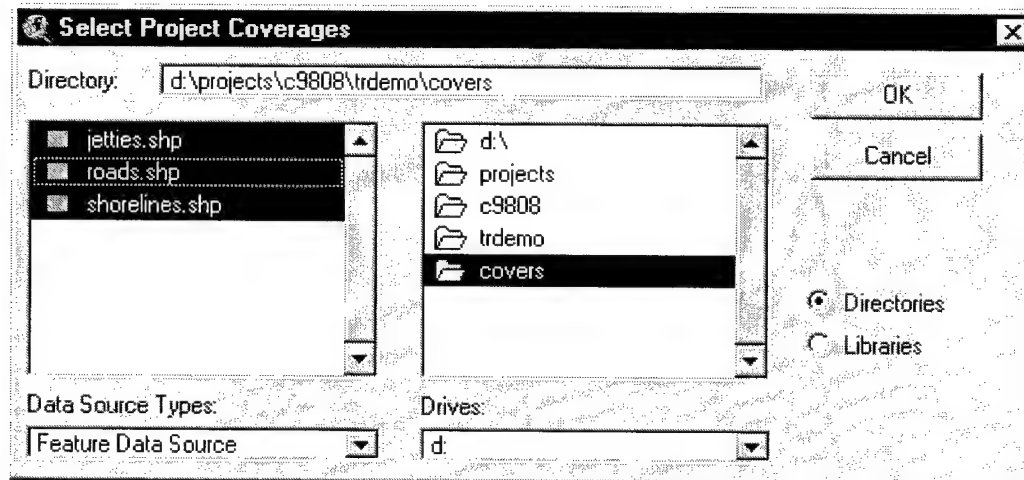 Select Project Coverages
Directory: d:\projects\c9808\trdemo\covers
OK
Cancel
jetties.shp
roads.shp
shorelines.shp
d:\
projects
c9808
trdemo
covers
Directories
Libraries
Data Source Types:
Feature Data Source
Drives:
d: